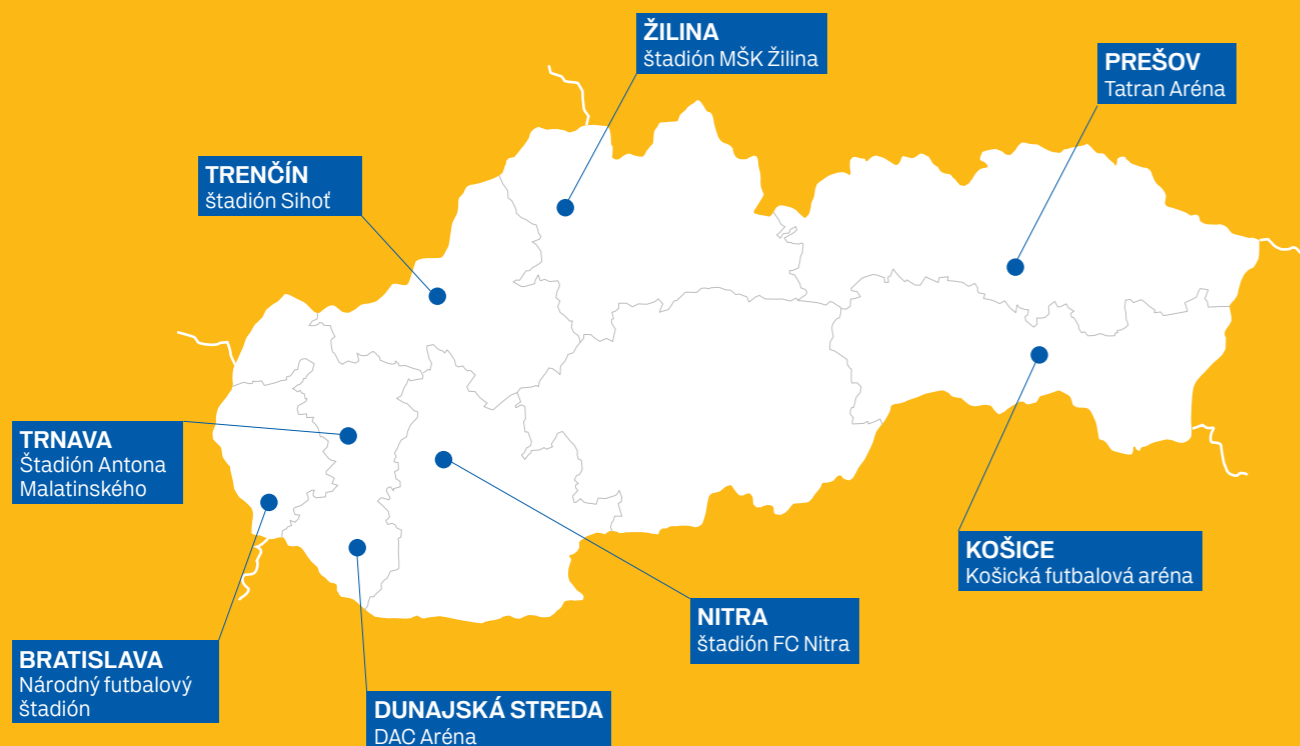 ŽILINA
štadión MŠK Žilina
PREŠOV
Tatran Aréna
TRENČÍN
štadión Sihoť
TRNAVA
Štadión Antona
Malatinského
KOŠICE
Košická futbalová aréna
NITRA
štadión FC Nitra
BRATISLAVA
Národný futbalový
štadión
DUNAJSKÁ STREDA
DAC Aréna